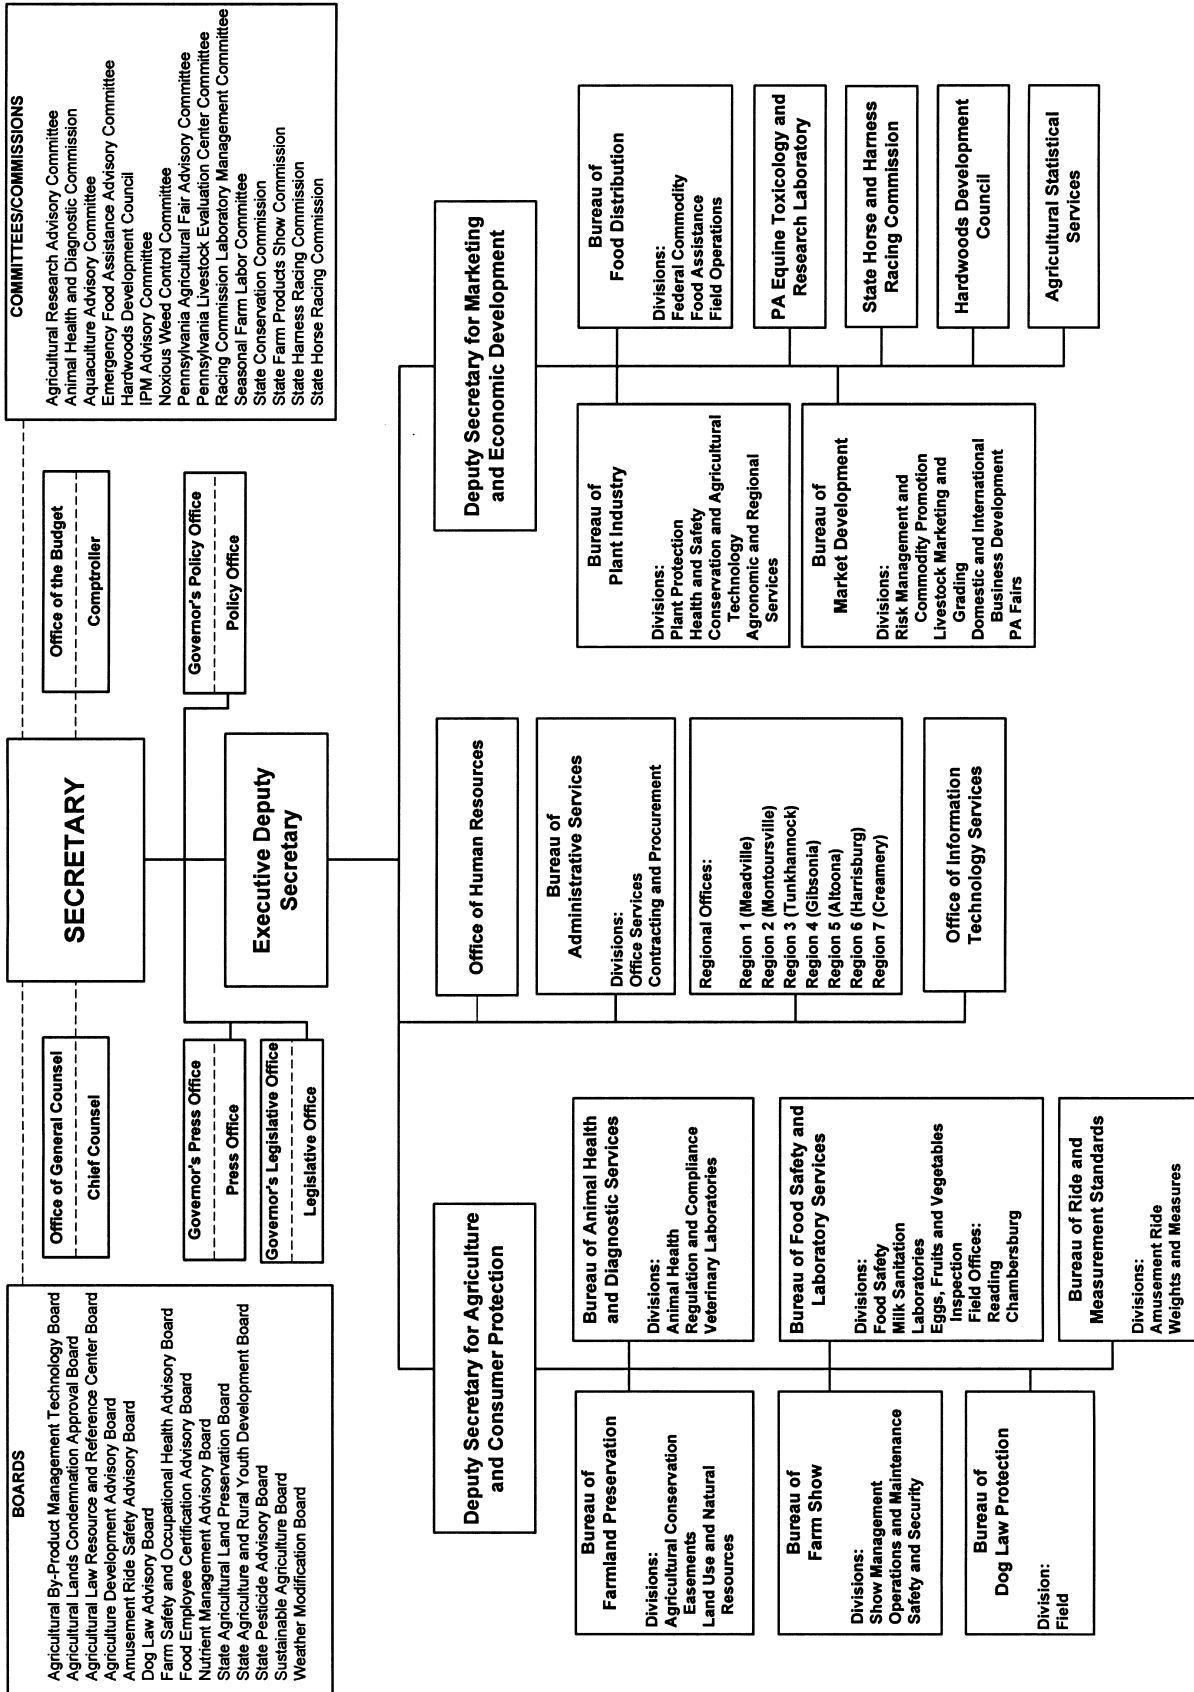 BOARDS
Agricultural By-Product Management Technology Board
Agricultural Lands Condemnation Approval Board
Agricultural Law Resource and Reference Center Board
Agriculture Development Advisory Board
Amusement Ride Safety Advisory Board
Dog Law Advisory Board
Farm Safety and Occupational Health Advisory Board
Food Employee Certification Advisory Board
Nutrient Management Advisory Board
State Agricultural Land Preservation Board
State Agriculture and Rural Youth Development Board
State Pesticide Advisory Board
Sustainable Agriculture Board
Weather Modification Board
Office of General Counsel
Chief Counsel
SECRETARY
Office of the Budget
Comptroller
COMMITTEES/COMMISSIONS
Agricultural Research Advisory Committee
Animal Health and Diagnostic Commission
Aquaculture Advisory Committee
Emergency Food Assistance Advisory Committee
Hardwoods Development Council
IPM Advisory Committee
Noxious Weed Control Committee
Pennsylvania Agricultural Fair Advisory Committee
Pennsylvania Livestock Evaluation Center Committee
Racing Commission Laboratory Management Committee
Seasonal Farm Labor Committee
State Conservation Commission
State Farm Products Show Commission
State Harness Racing Commission
State Horse Racing Commission
Governor's Press Office
Press Office
Governor's Legislative Office
Legislative Office
Executive Deputy
Secretary
Governor's Policy Office
Policy Office
Deputy Secretary for Agriculture
and Consumer Protection
Bureau of
Farmland Preservation
Divisions:
Agricultural Conservation
Easements
Land Use and Natural
Resources
Bureau of Animal Health
and Diagnostic Services
Divisions:
Animal Health
Regulation and Compliance
Veterinary Laboratories
Bureau of
Farm Show
Divisions:
Show Management
Operations and Maintenance
Safety and Security
Bureau of Food Safety and
Laboratory Services
Divisions:
Food Safety
Milk Sanitation
Laboratories
Eggs, Fruits and Vegetables
Inspection
Field Offices:
Reading
Chambersburg
Bureau of
Dog Law Protection
Division:
Field
Bureau of Ride and
Measurement Standards
Divisions:
Amusement Ride
Weights and Measures
Office of Human Resources
Bureau of
Administrative Services
Divisions:
Office Services
Contracting and Procurement
Regional Offices:
Region 1 (Meadville)
Region 2 (Montoursville)
Region 3 (Tunkhannock)
Region 4 (Gibsonia)
Region 5 (Altoona)
Region 6 (Harrisburg)
Region 7 (Creamery)
Office of Information
Technology Services
Deputy Secretary for Marketing
and Economic Development
Bureau of
Plant Industry
Divisions:
Plant Protection
Health and Safety
Conservation and Agricultural
Technology
Agronomic and Regional
Services
Bureau of
Food Distribution
Divisions:
Federal Commodity
Food Assistance
Field Operations
PA Equine Toxicology and
Research Laboratory
Bureau of
Market Development
Divisions:
Risk Management and
Commodity Promotion
Livestock Marketing and
Grading
Domestic and International
Business Development
PA Fairs
State Horse and Harness
Racing Commission
Hardwoods Development
Council
Agricultural Statistical
Services